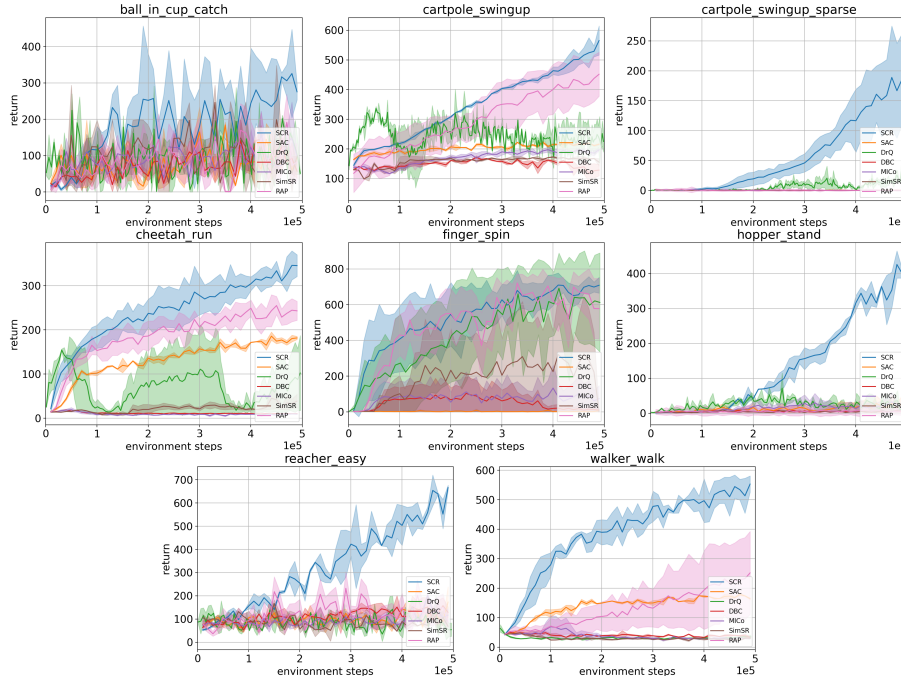 ball_in_cup_catch
return
400
300
200
100
0
0 1 2 3 4 5
environment steps
1e5
SCR
SAC
DrQ
DBC
MICo
SimSR
RAP
cartpole_swingup
return
600
500
400
300
200
100
0
0 1 2 3 4 5
environment steps
1e5
SCR
SAC
DrQ
DBC
MICo
SimSR
RAP
cartpole_swingup_sparse
return
250
200
150
100
50
0
0 1 2 3 4
environment steps
SCR
SAC
DrQ
DBC
MICo
SimSR
RAP
cheetah_run
return
300
200
100
0
0 1 2 3 4 5
environment steps
1e5
SCR
SAC
DrQ
DBC
MICo
SimSR
RAP
finger_spin
return
800
600
400
200
0
0 1 2 3 4 5
environment steps
1e5
SCR
SAC
DrQ
DBC
MICo
SimSR
RAP
hopper_stand
return
400
300
200
100
0
0 1 2 3 4
environment steps
SCR
SAC
DrQ
DBC
MICo
SimSR
RAP
reacher_easy
return
700
600
500
400
300
200
100
0
0 1 2 3 4 5
environment steps
1e5
SCR
SAC
DrQ
DBC
MICo
SimSR
RAP
walker_walk
return
600
500
400
300
200
100
0
0 1 2 3 4 5
environment steps
1e5
SCR
SAC
DrQ
DBC
MICo
SimSR
RAP